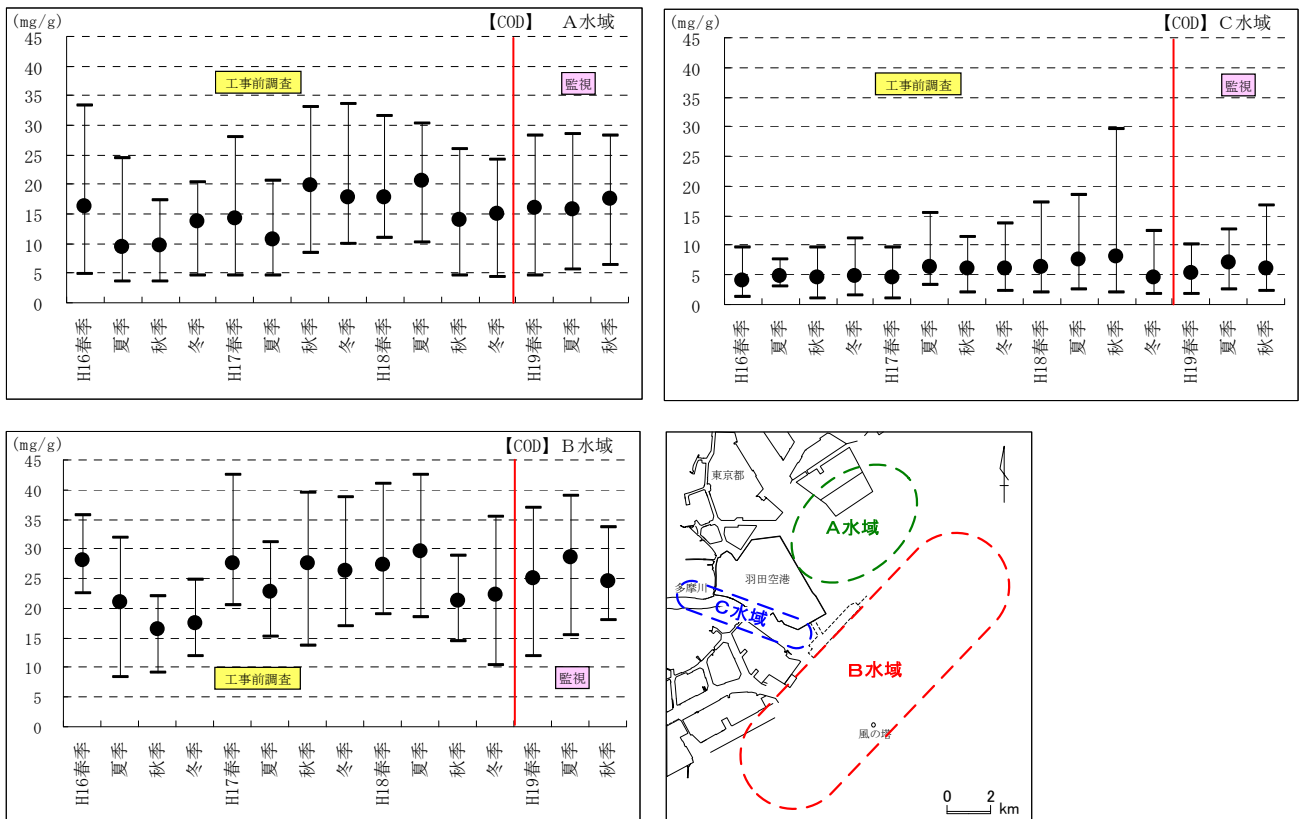 (mg/g)
【COD】 A水域
45
40
35
30
25
20
15
10
5
0
工事前調査
監視
H16春季
夏季
秋季
冬季
H17春季
夏季
秋季
冬季
H18春季
夏季
秋季
冬季
H19春季
夏季
秋季
(mg/g)
【COD】 C水域
45
40
35
30
25
20
15
10
5
0
工事前調査
監視
H16春季
夏季
秋季
冬季
H17春季
夏季
秋季
冬季
H18春季
夏季
秋季
冬季
H19春季
夏季
秋季
(mg/g)
【COD】 B水域
45
40
35
30
25
20
15
10
5
0
工事前調査
監視
H16春季
夏季
秋季
冬季
H17春季
夏季
秋季
冬季
H18春季
夏季
秋季
冬季
H19春季
夏季
秋季
東京都
A水域
羽田空港
多摩川
C水域
B水域
風の塔
0 2
km